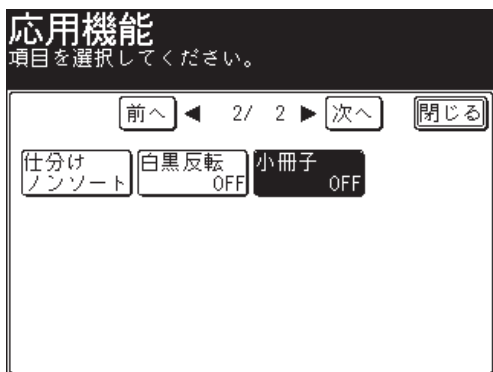 応用機能
項目を選択してください。
前へ ◀ 2/ 2 ▶ 次へ 閉じる
仕分け 白黒反転 小冊子
ノンソート OFF OFF